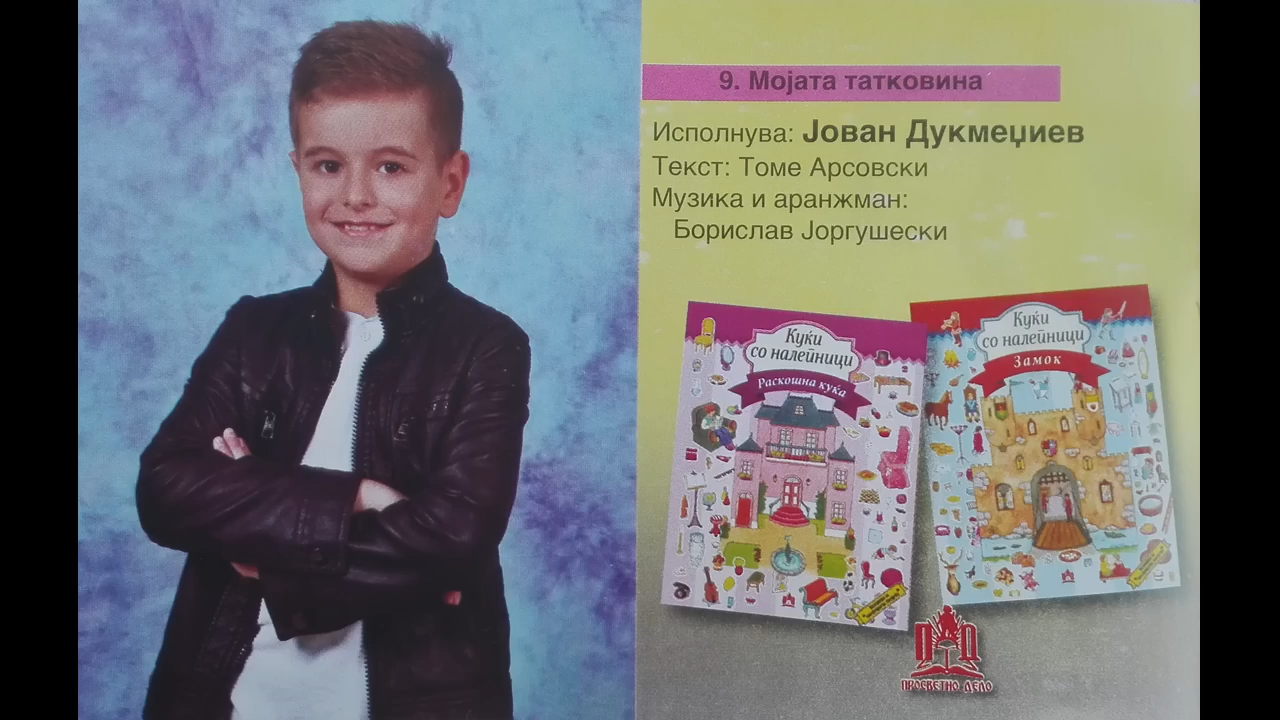 9. Мојата татковина
Исполнува: Јован Дукмеџиев
Текст: Томе Арсовски
Музика и аранжман:
Борислав Јоргушески
Куќи
со налепници
Раскошна куќа
Куќи
со налепници
Замок
ПРОСВЕТНО ДЕЛО